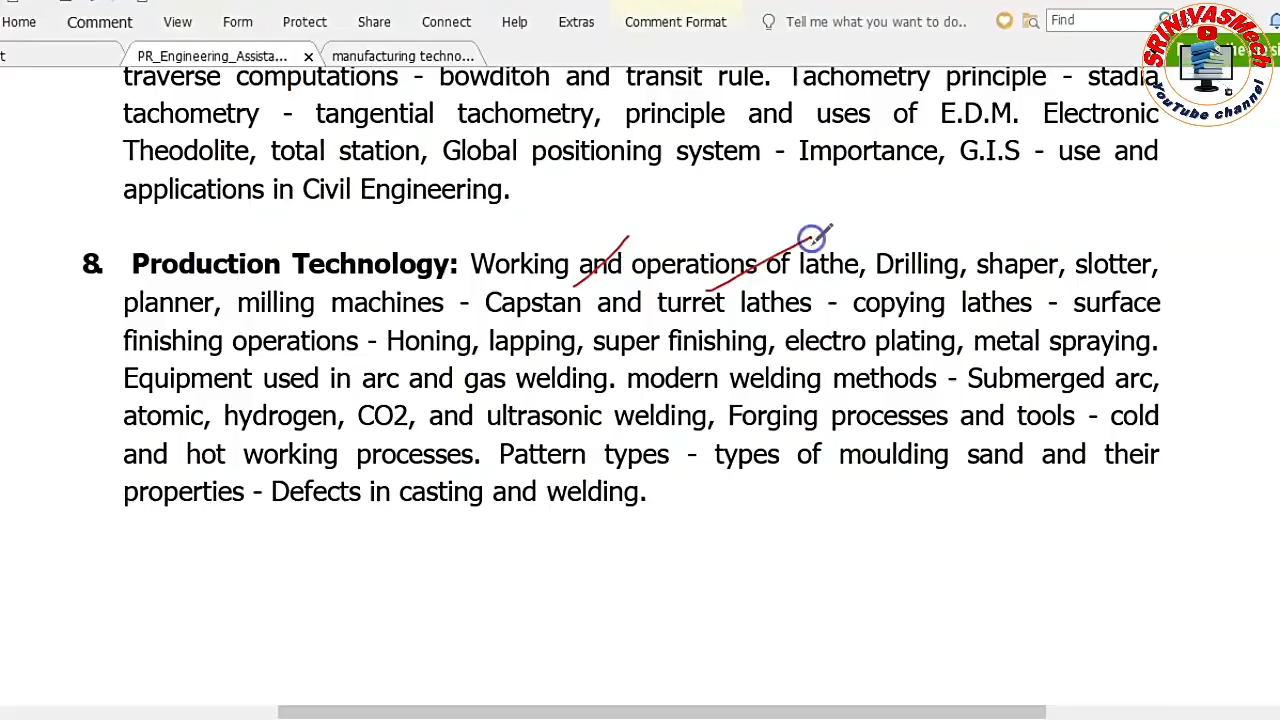 Home Comment View Form Protect Share Connect Help Extras Comment Format Tell me what you want to do.. Find
t PR_Engineering_Assista... × manufacturing techno...
SRINIVASMech
YouTube channel
traverse computations - bowditoh and transit rule. Tachometry principle - stadia
tachometry - tangential tachometry, principle and uses of E.D.M. Electronic
Theodolite, total station, Global positioning system - Importance, G.I.S - use and
applications in Civil Engineering.
8. Production Technology: Working and operations of lathe, Drilling, shaper, slotter,
planner, milling machines - Capstan and turret lathes - copying lathes - surface
finishing operations - Honing, lapping, super finishing, electro plating, metal spraying.
Equipment used in arc and gas welding. modern welding methods - Submerged arc,
atomic, hydrogen, CO2, and ultrasonic welding, Forging processes and tools - cold
and hot working processes. Pattern types - types of moulding sand and their
properties - Defects in casting and welding.